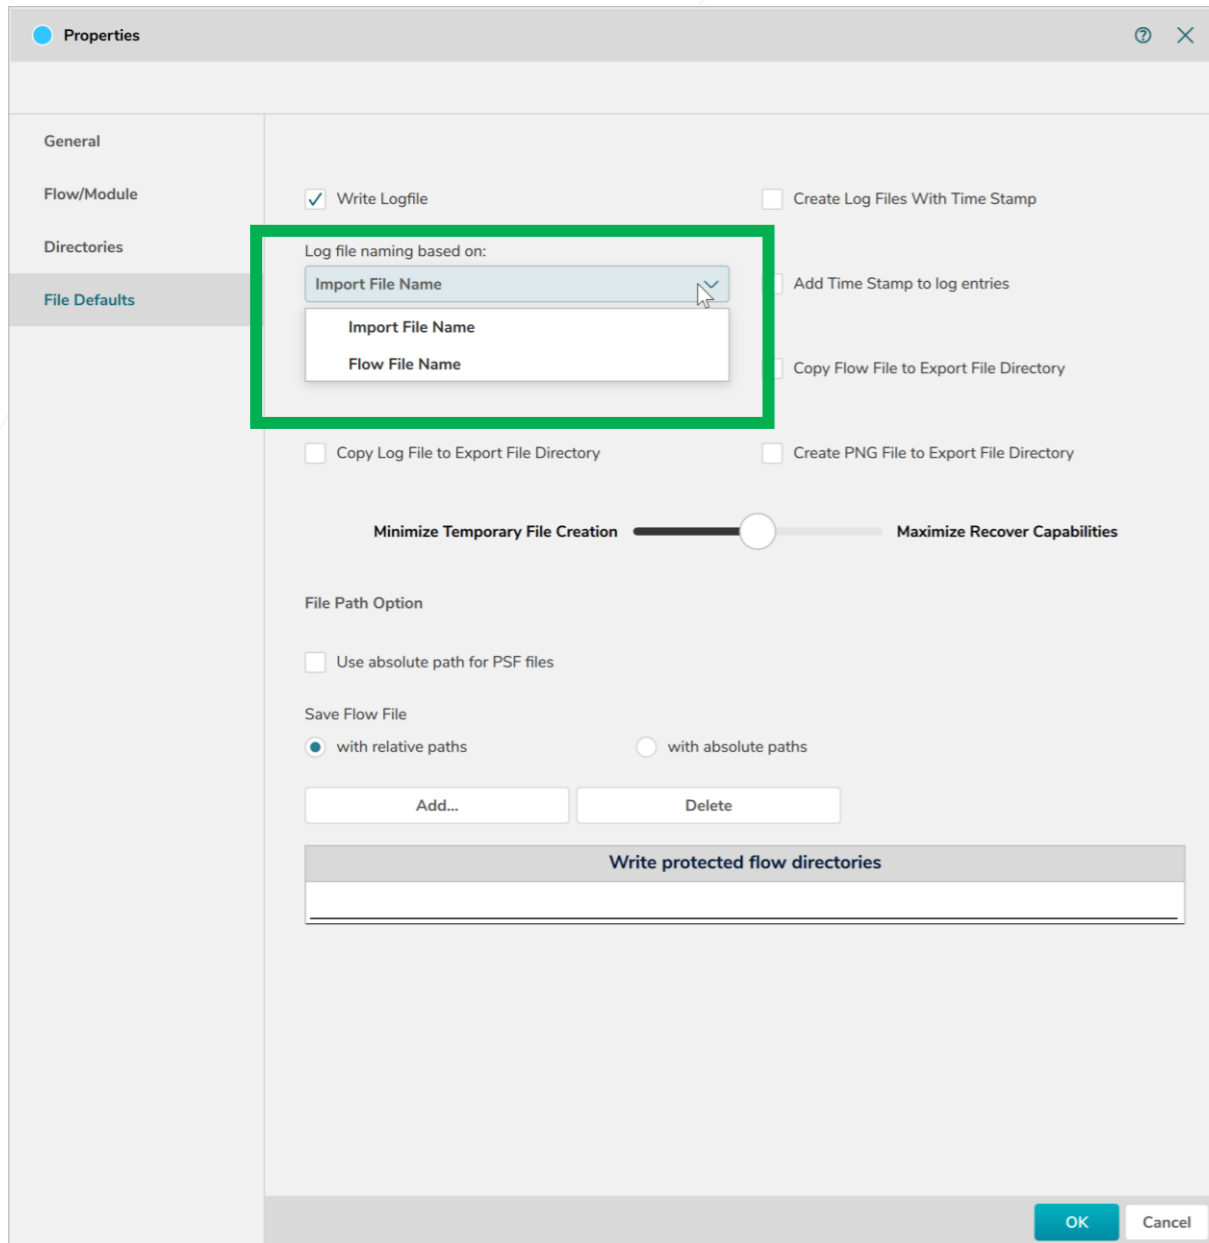 Properties
General
Flow/Module
Directories
File Defaults
Write Logfile
Create Log Files With Time Stamp
Log file naming based on:
Import File Name
Add Time Stamp to log entries
Import File Name
Flow File Name
Copy Flow File to Export File Directory
Copy Log File to Export File Directory
Create PNG File to Export File Directory
Minimize Temporary File Creation
Maximize Recover Capabilities
File Path Option
Use absolute path for PSF files
Save Flow File
with relative paths
with absolute paths
Add...
Delete
Write protected flow directories
OK
Cancel